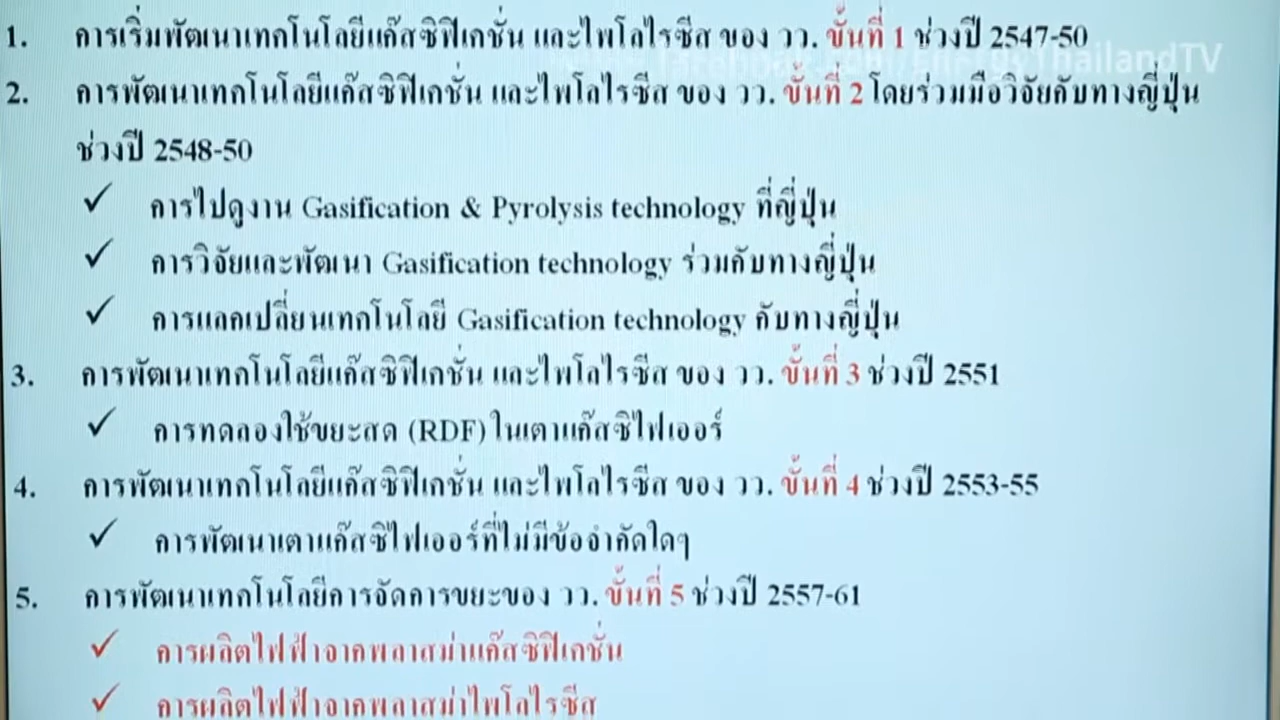 1. การเริ่มพัฒนาเทคโนโลยีแก๊สซิฟิเกชั่น และไพโลไรซีส ของ วว. ขั้นที่ 1 ช่วงปี 2547-50
facebook.com/EnergyThailandTV
2. การพัฒนาเทคโนโลยีแก๊สซิฟิเกชั่น และไพโลไรซีส ของ วว. ขั้นที่ 2 โดยร่วมมือวิจัยกับทางญี่ปุ่น
ช่วงปี 2548-50
✓ การไปดูงาน Gasification & Pyrolysis technology ที่ญี่ปุ่น
✓ การวิจัยและพัฒนา Gasification technology ร่วมกับทางญี่ปุ่น
✓ การแลกเปลี่ยนเทคโนโลยี Gasification technology กับทางญี่ปุ่น
3. การพัฒนาเทคโนโลยีแก๊สซิฟิเกชั่น และไพโลไรซีส ของ วว. ขั้นที่ 3 ช่วงปี 2551
✓ การทดลองใช้ขยะสด (RDF) ในเตาแก๊สซิไฟเออร์
4. การพัฒนาเทคโนโลยีแก๊สซิฟิเกชั่น และไพโลไรซีส ของ วว. ขั้นที่ 4 ช่วงปี 2553-55
✓ การพัฒนาเตาแก๊สซิไฟเออร์ที่ไม่มีข้อจำกัดใดๆ
5. การพัฒนาเทคโนโลยีการจัดการขยะของ วว. ขั้นที่ 5 ช่วงปี 2557-61
✓ การผลิตไฟฟ้าจากพลาสม่าแก๊สซิฟิเกชั่น
✓ การผลิตไฟฟ้าจากพลาสม่าไพโลไรซีส